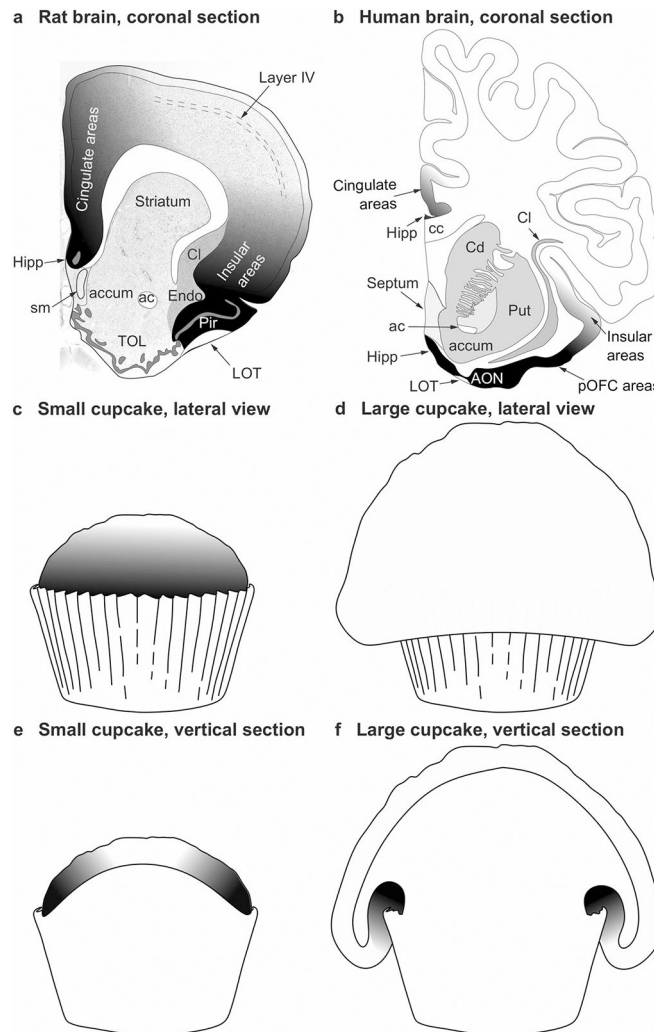 a Rat brain, coronal section
b Human brain, coronal section
Layer IV
Cingulate areas
Striatum
Cl
Insular areas
Hipp
sm
accum
ac
Endo
Pir
TOL
LOT
Cingulate
areas
Hipp
cc
Cl
Cd
Septum
Put
ac
accum
Insular
areas
Hipp
LOT
AON
pOFC areas
c Small cupcake, lateral view
d Large cupcake, lateral view
e Small cupcake, vertical section
f Large cupcake, vertical section